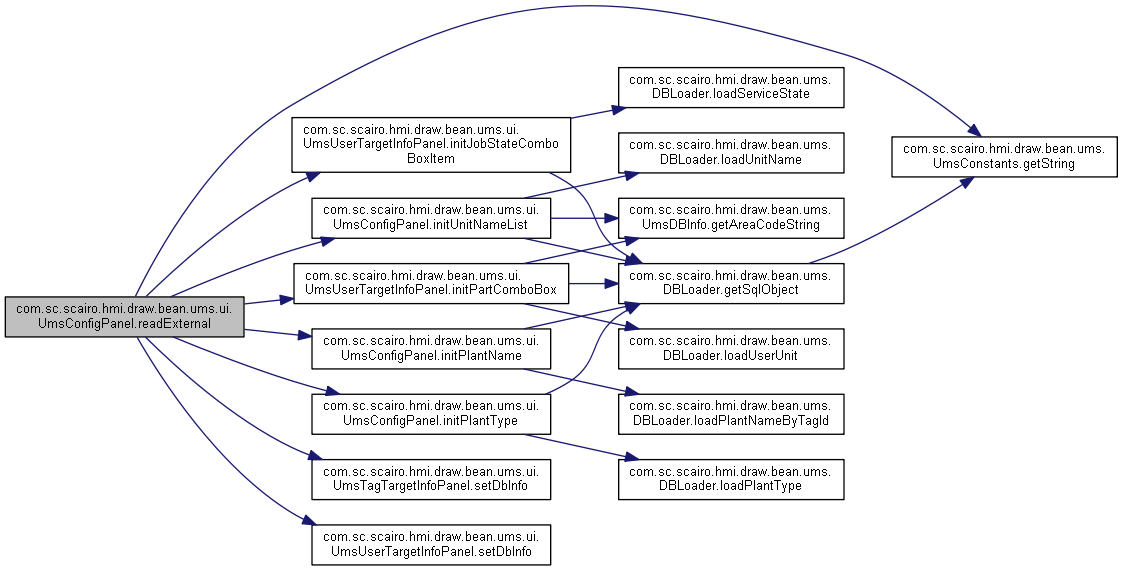 com.sc.scairo.hmi.draw.bean.ums.ui.
UmsConfigPanel.readExternal
com.sc.scairo.hmi.draw.bean.ums.ui.
UmsUserTargetInfoPanel.initJobStateCombo
BoxItem
com.sc.scairo.hmi.draw.bean.ums.ui.
UmsConfigPanel.initUnitNameList
com.sc.scairo.hmi.draw.bean.ums.ui.
UmsUserTargetInfoPanel.initPartComboBox
com.sc.scairo.hmi.draw.bean.ums.ui.
UmsConfigPanel.initPlantName
com.sc.scairo.hmi.draw.bean.ums.ui.
UmsConfigPanel.initPlantType
com.sc.scairo.hmi.draw.bean.ums.ui.
UmsTagTargetInfoPanel.setDbInfo
com.sc.scairo.hmi.draw.bean.ums.ui.
UmsUserTargetInfoPanel.setDbInfo
com.sc.scairo.hmi.draw.bean.ums.
DBLoader.loadServiceState
com.sc.scairo.hmi.draw.bean.ums.
DBLoader.loadUnitName
com.sc.scairo.hmi.draw.bean.ums.
UmsDBInfo.getAreaCodeString
com.sc.scairo.hmi.draw.bean.ums.
DBLoader.getSqlObject
com.sc.scairo.hmi.draw.bean.ums.
DBLoader.loadUserUnit
com.sc.scairo.hmi.draw.bean.ums.
DBLoader.loadPlantNameByTagId
com.sc.scairo.hmi.draw.bean.ums.
DBLoader.loadPlantType
com.sc.scairo.hmi.draw.bean.ums.
UmsConstants.getString